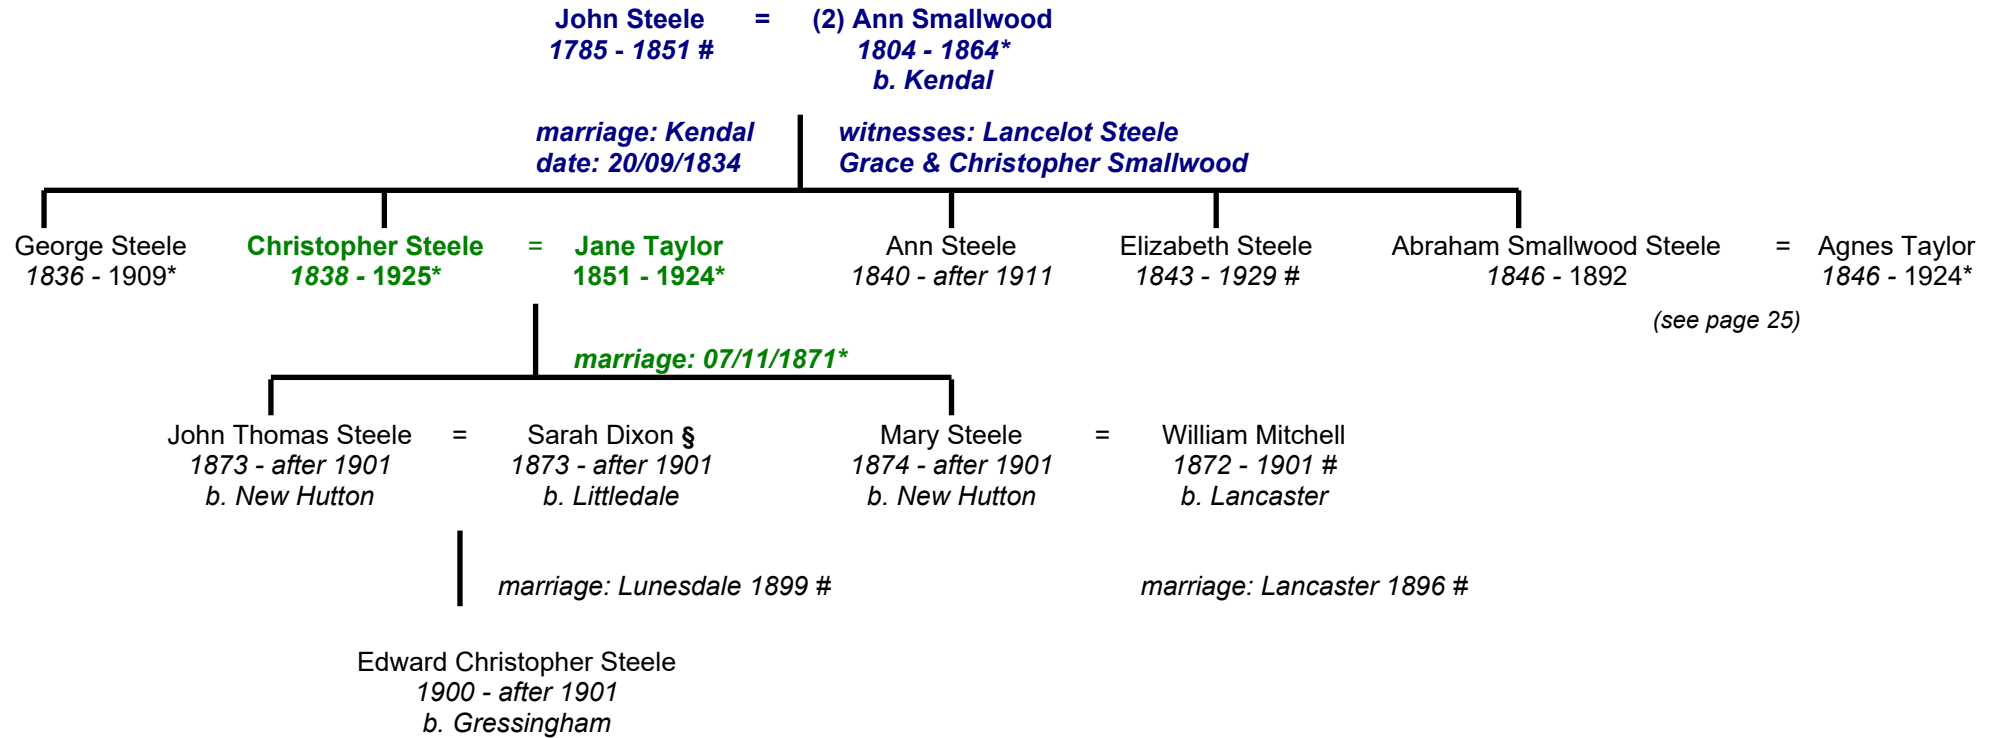 John Steele = (2) Ann Smallwood
1785 - 1851 # 1804 - 1864*
b. Kendal
marriage: Kendal witnesses: Lancelot Steele
date: 20/09/1834 Grace & Christopher Smallwood
George Steele Christopher Steele = Jane Taylor Ann Steele Elizabeth Steele Abraham Smallwood Steele = Agnes Taylor
1836 - 1909* 1838 - 1925* 1851 - 1924* 1840 - after 1911 1843 - 1929 # 1846 - 1892 1846 - 1924*
(see page 25)
marriage: 07/11/1871*
John Thomas Steele = Sarah Dixon § Mary Steele = William Mitchell
1873 - after 1901 1873 - after 1901 1874 - after 1901 1872 - 1901 #
b. New Hutton b. Littledale b. New Hutton b. Lancaster
marriage: Lunesdale 1899 # marriage: Lancaster 1896 #
Edward Christopher Steele
1900 - after 1901
b. Gressingham